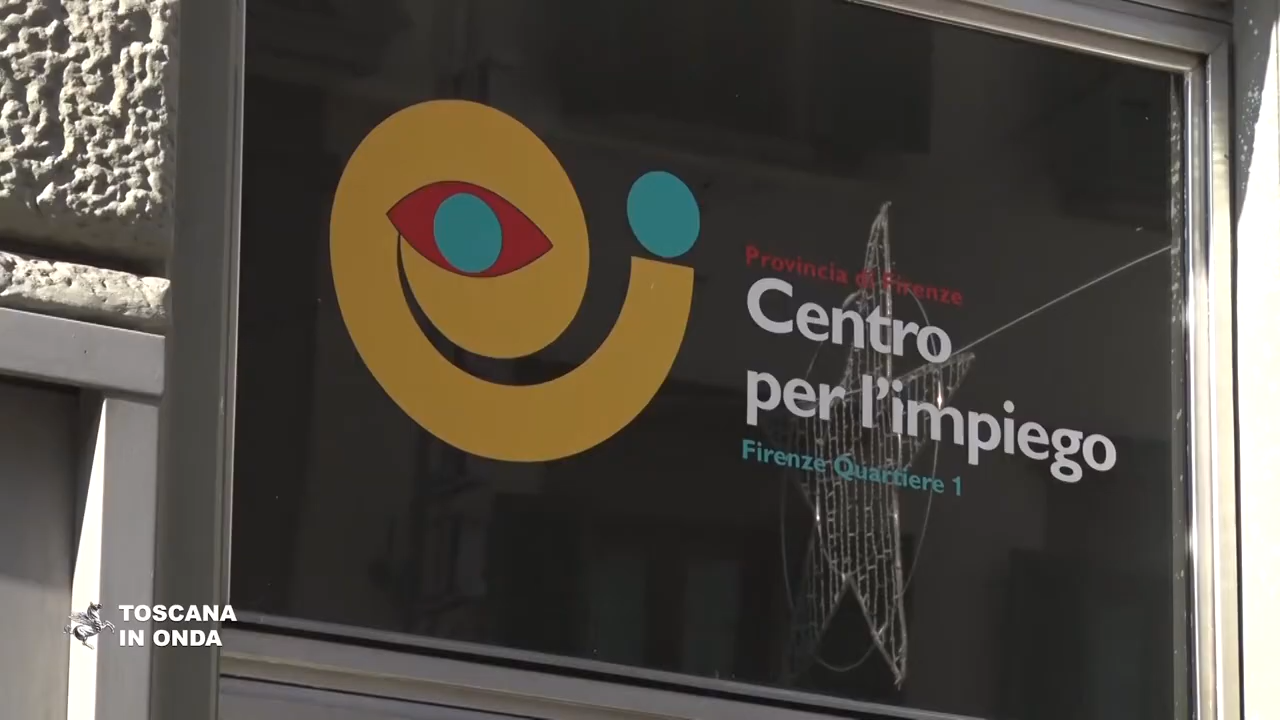 Provincia di Firenze
Centro
per l'impiego
Firenze Quartiere 1
TOSCANA
IN ONDA